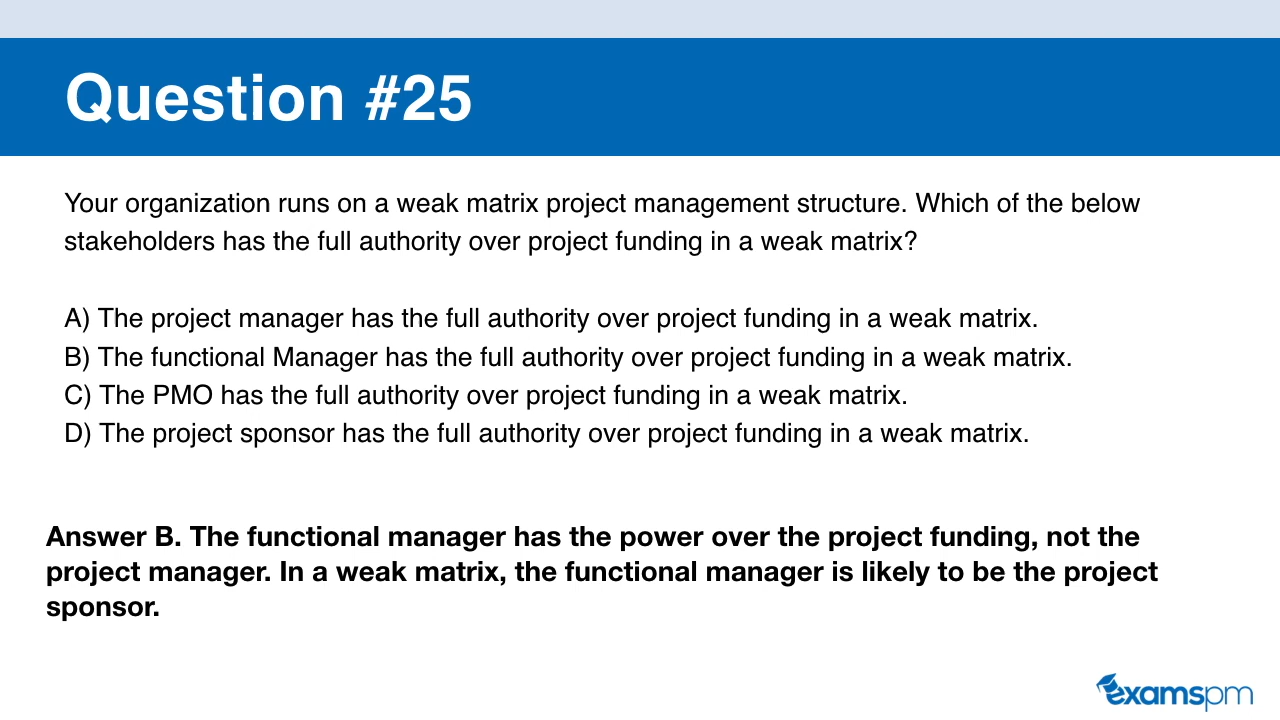 Question #25
Your organization runs on a weak matrix project management structure. Which of the below
stakeholders has the full authority over project funding in a weak matrix?
A) The project manager has the full authority over project funding in a weak matrix.
B) The functional Manager has the full authority over project funding in a weak matrix.
C) The PMO has the full authority over project funding in a weak matrix.
D) The project sponsor has the full authority over project funding in a weak matrix.
Answer B. The functional manager has the power over the project funding, not the
project manager. In a weak matrix, the functional manager is likely to be the project
sponsor.
examspm